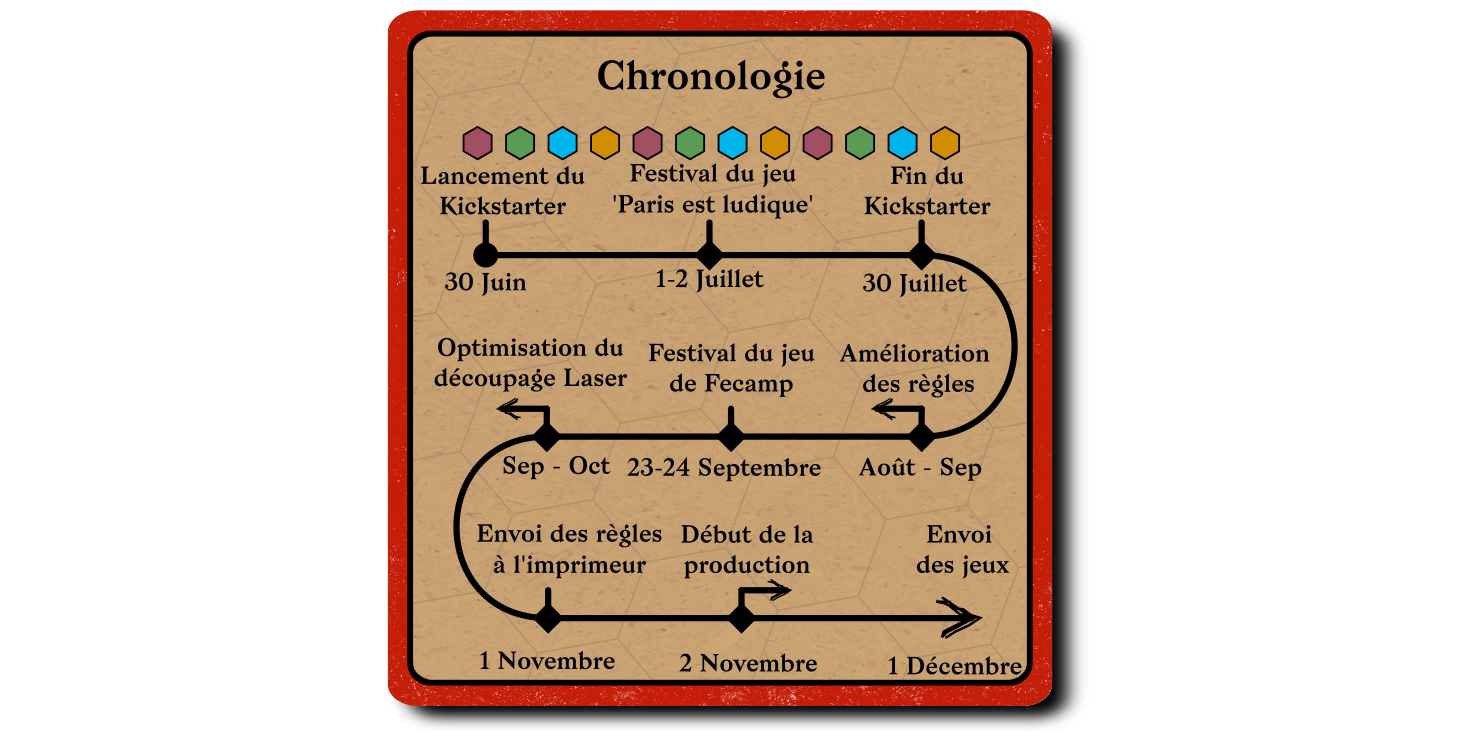 Chronologie
Lancement du
Kickstarter
Festival du jeu
'Paris est ludique'
Fin du
Kickstarter
30 Juin
1-2 Juillet
30 Juillet
Optimisation du
découpage Laser
Festival du jeu
de Fecamp
Amélioration
des règles
Sep - Oct
23-24 Septembre
Août - Sep
Envoi des règles
à l'imprimeur
Début de la
production
Envoi
des jeux
1 Novembre
2 Novembre
1 Décembre